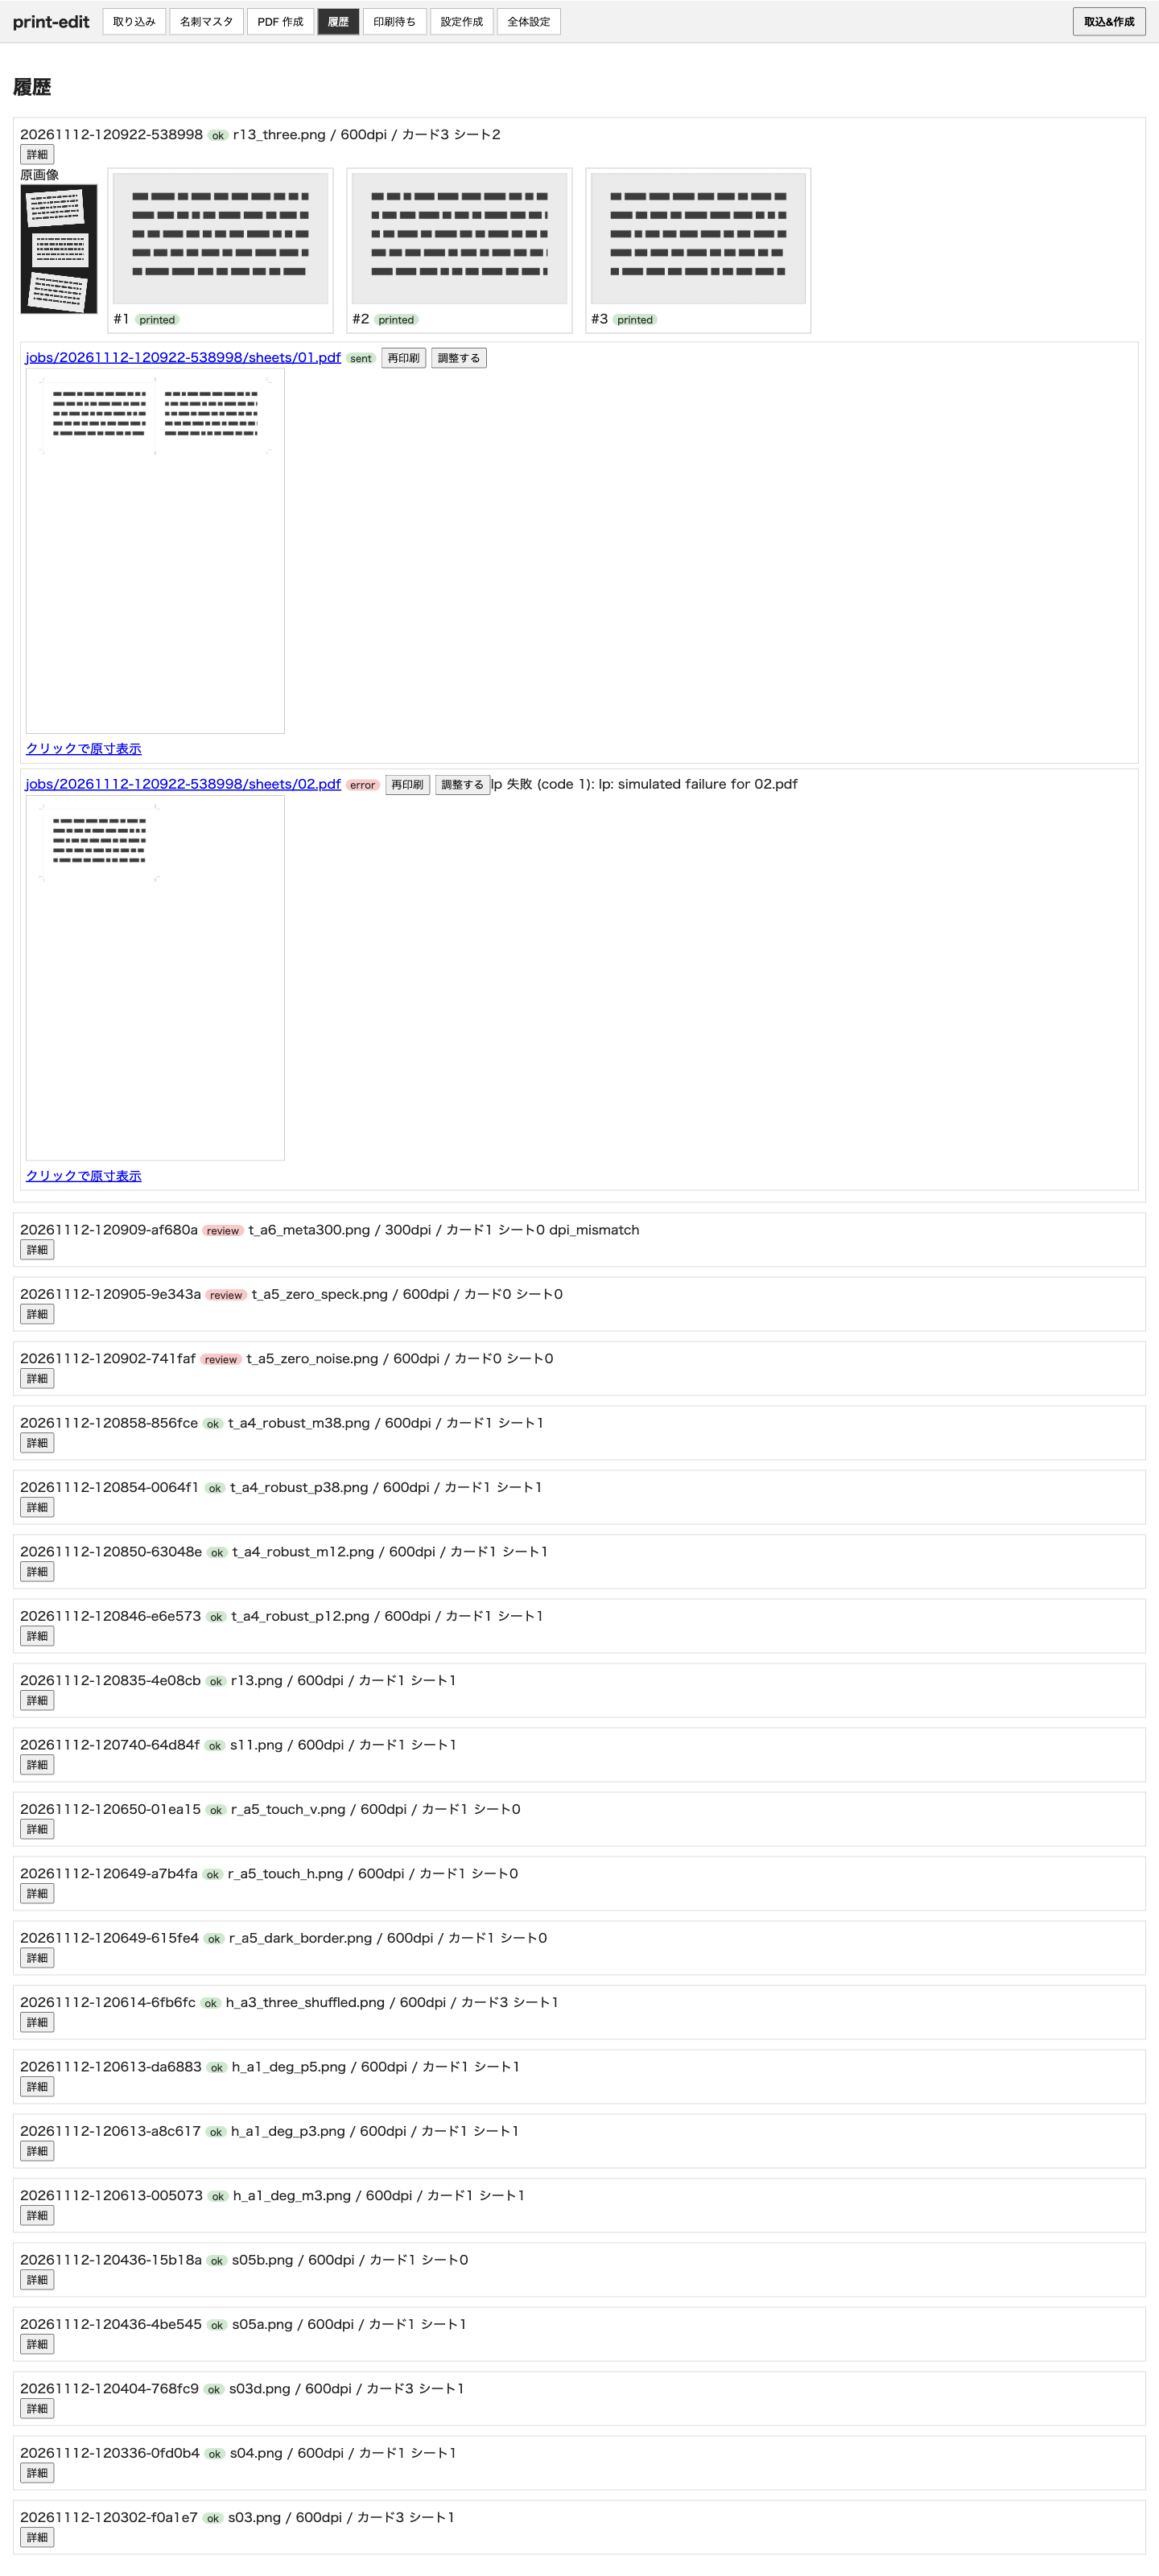 print-edit 取り込み 名刺マスタ PDF 作成 履歴 印刷待ち 設定作成 全体設定 取込&作成
履歴
20261112-120922-538998 ok r13_three.png / 600dpi / カード3 シート2
詳細
原画像
#1 printed #2 printed #3 printed
jobs/20261112-120922-538998/sheets/01.pdf sent 再印刷 調整する
クリックで原寸表示
jobs/20261112-120922-538998/sheets/02.pdf error 再印刷 調整する lp 失敗 (code 1): lp: simulated failure for 02.pdf
クリックで原寸表示
20261112-120909-af680a review t_a6_meta300.png / 300dpi / カード1 シート0 dpi_mismatch
詳細
20261112-120905-9e343a review t_a5_zero_speck.png / 600dpi / カード0 シート0
詳細
20261112-120902-741faf review t_a5_zero_noise.png / 600dpi / カード0 シート0
詳細
20261112-120858-856fce ok t_a4_robust_m38.png / 600dpi / カード1 シート1
詳細
20261112-120854-0064f1 ok t_a4_robust_p38.png / 600dpi / カード1 シート1
詳細
20261112-120850-63048e ok t_a4_robust_m12.png / 600dpi / カード1 シート1
詳細
20261112-120846-e6e573 ok t_a4_robust_p12.png / 600dpi / カード1 シート1
詳細
20261112-120835-4e08cb ok r13.png / 600dpi / カード1 シート1
詳細
20261112-120740-64d84f ok s11.png / 600dpi / カード1 シート1
詳細
20261112-120650-01ea15 ok r_a5_touch_v.png / 600dpi / カード1 シート0
詳細
20261112-120649-a7b4fa ok r_a5_touch_h.png / 600dpi / カード1 シート0
詳細
20261112-120649-615fe4 ok r_a5_dark_border.png / 600dpi / カード1 シート0
詳細
20261112-120614-6fb6fc ok h_a3_three_shuffled.png / 600dpi / カード3 シート1
詳細
20261112-120613-da6883 ok h_a1_deg_p5.png / 600dpi / カード1 シート1
詳細
20261112-120613-a8c617 ok h_a1_deg_p3.png / 600dpi / カード1 シート1
詳細
20261112-120613-005073 ok h_a1_deg_m3.png / 600dpi / カード1 シート1
詳細
20261112-120436-15b18a ok s05b.png / 600dpi / カード1 シート0
詳細
20261112-120436-4be545 ok s05a.png / 600dpi / カード1 シート1
詳細
20261112-120404-768fc9 ok s03d.png / 600dpi / カード3 シート1
詳細
20261112-120336-0fd0b4 ok s04.png / 600dpi / カード1 シート1
詳細
20261112-120302-f0a1e7 ok s03.png / 600dpi / カード3 シート1
詳細